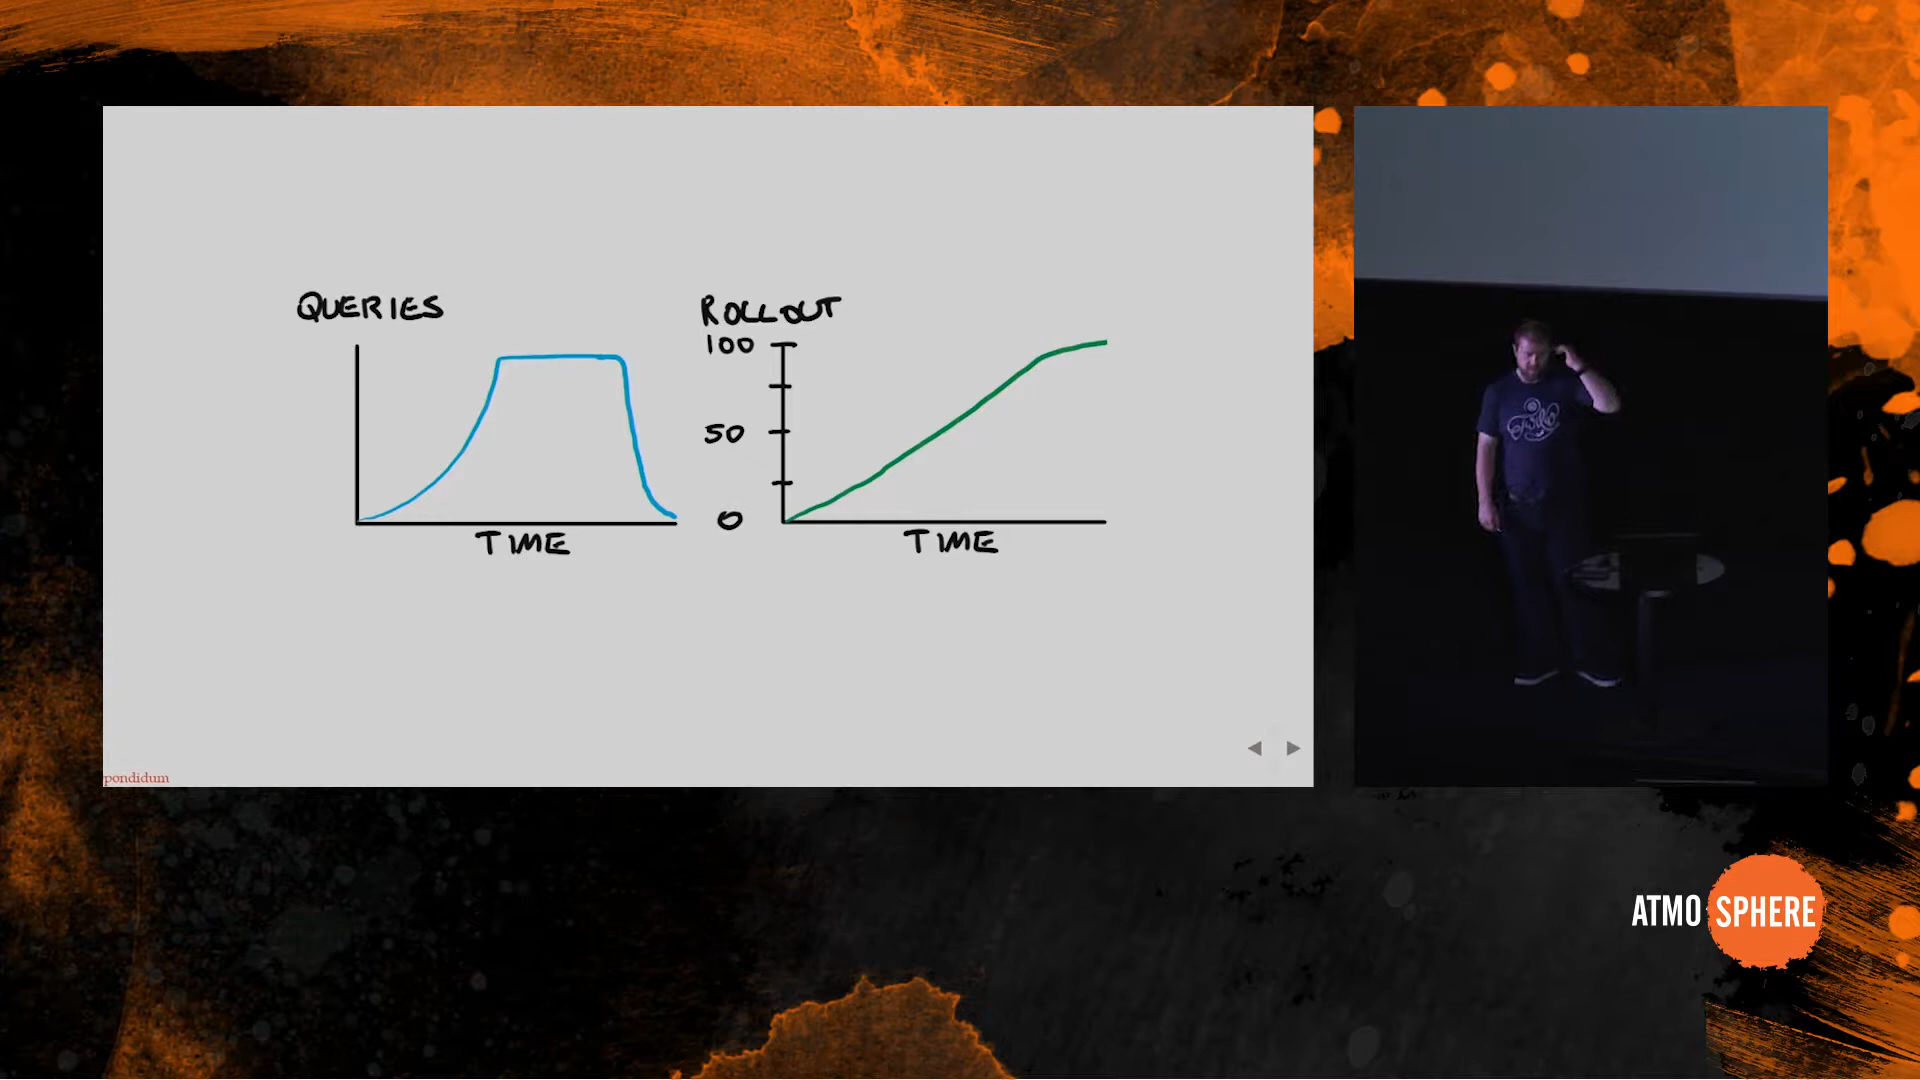 QUERIES
TIME
ROLLOUT
100
50
0
TIME
pondidum
ATMO SPHERE